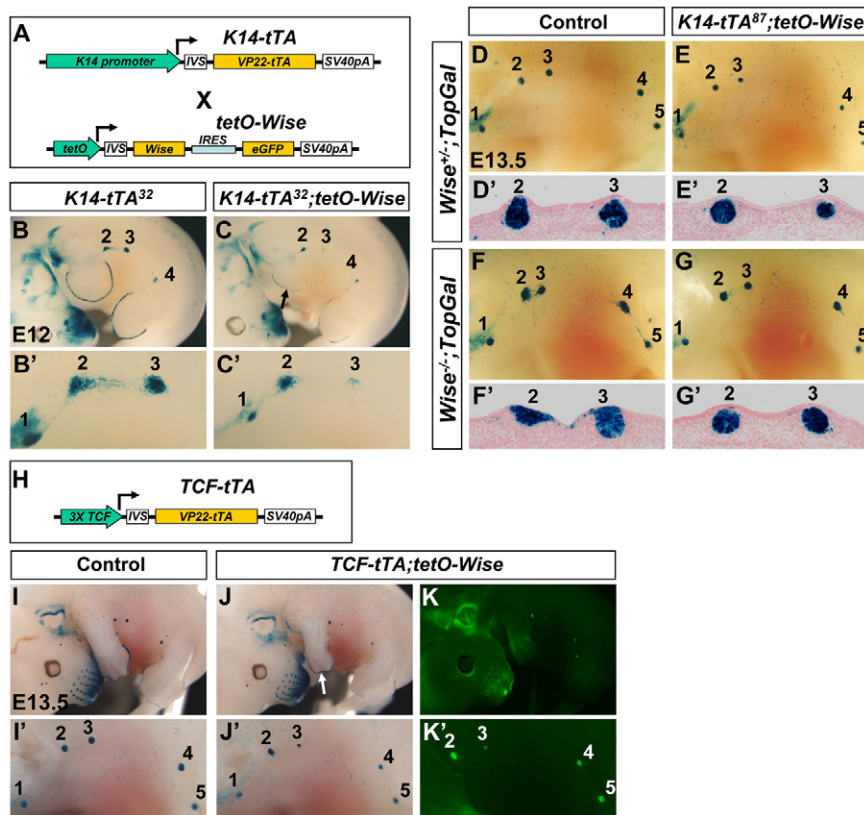 A
K14-tTA
K14 promoter IVS VP22-tTA SV40pA
X
tetO-Wise
tetO IVS Wise IRES eGFP SV40pA
K14-tTA32 K14-tTA32;tetO-Wise
B 2 3 4 E12
C 2 3 4
B' 1 2 3
C' 1 2 3
Control K14-tTA87;tetO-Wise
Wise+/-;TopGal
D 1 2 3 4 5 E13.5
E 1 2 3 4 5
D' 2 3
E' 2 3
Wise-/-;TopGal
F 1 2 3 4 5
G 1 2 3 4 5
F' 2 3
G' 2 3
H
TCF-tTA
3X TCF IVS VP22-tTA SV40pA
Control TCF-tTA;tetO-Wise
I E13.5
J
K
I' 1 2 3 4 5
J' 1 2 3 4 5
K' 2 3 4 5